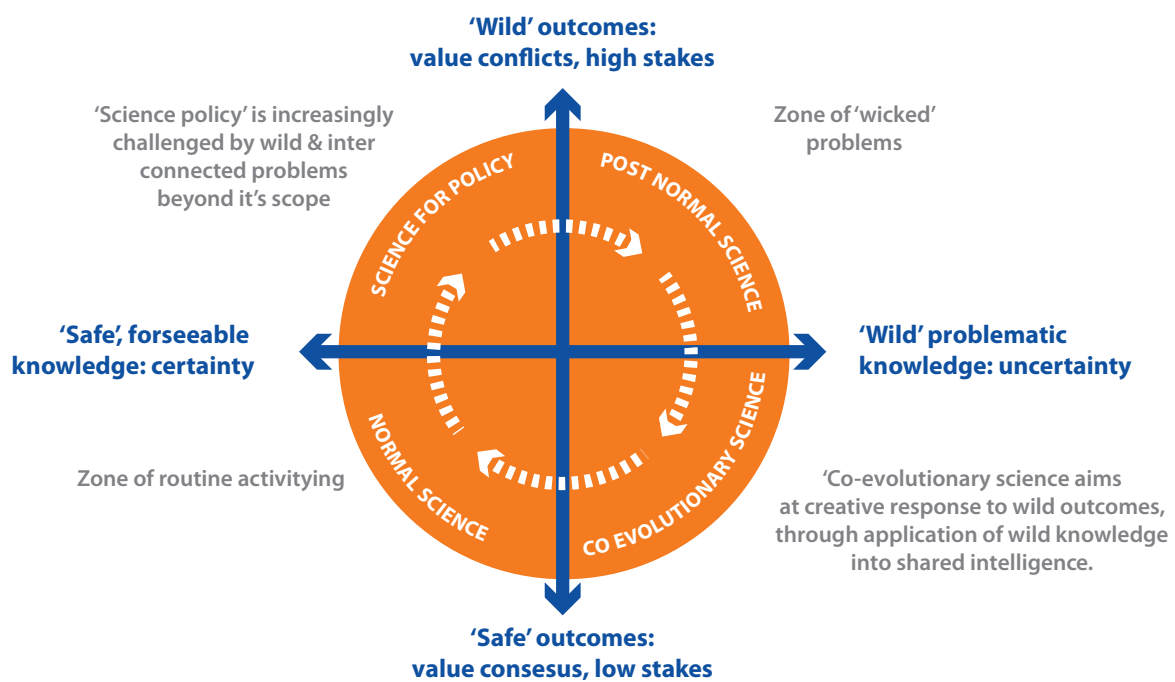 ‘Wild’ outcomes:
value conflicts, high stakes
‘Science policy’ is increasingly
challenged by wild & inter
connected problems
beyond it’s scope
Zone of ‘wicked’
problems
SCIENCE FOR POLICY
POST NORMAL SCIENCE
‘Safe’, forseeable
knowledge: certainty
‘Wild’ problematic
knowledge: uncertainty
NORMAL SCIENCE
CO EVOLUTIONARY SCIENCE
Zone of routine activitying
‘Co-evolutionary science aims
at creative response to wild outcomes,
through application of wild knowledge
into shared intelligence.
‘Safe’ outcomes:
value consesus, low stakes